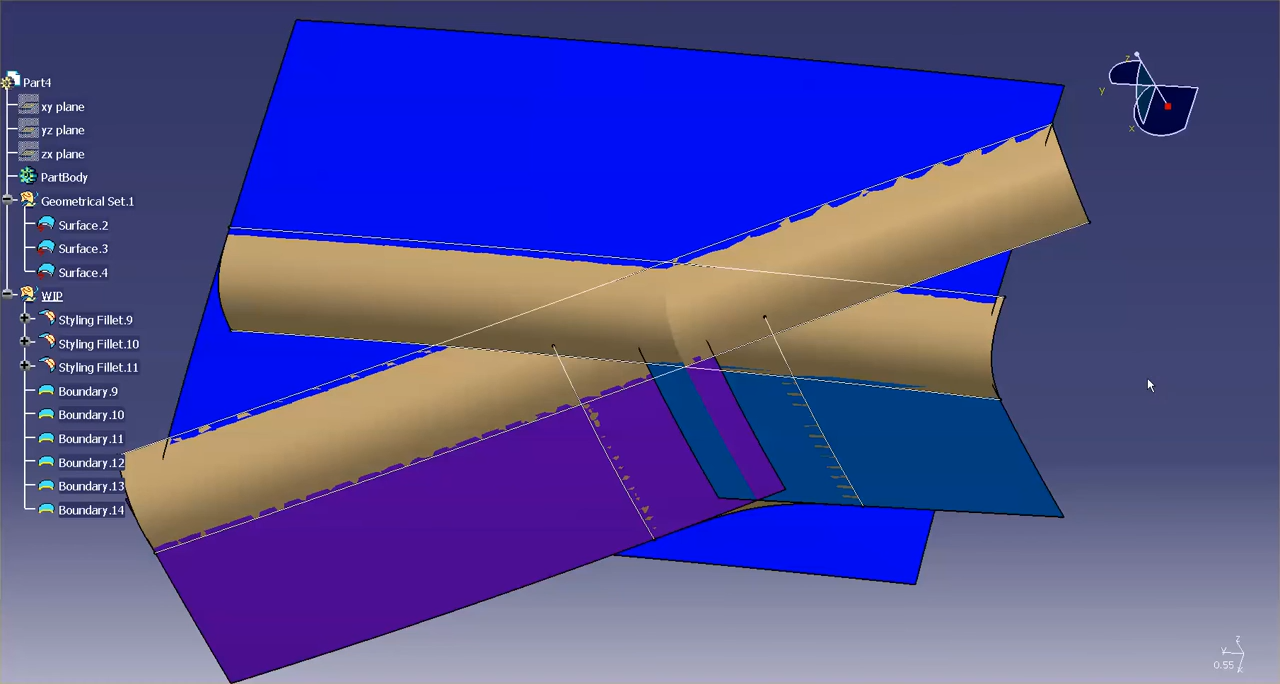 Part4
xy plane
yz plane
zx plane
PartBody
Geometrical Set.1
Surface.2
Surface.3
Surface.4
WIP
Styling Fillet.9
Styling Fillet.10
Styling Fillet.11
Boundary.9
Boundary.10
Boundary.11
Boundary.12
Boundary.13
Boundary.14
z
y
x
z
y
x
0.55